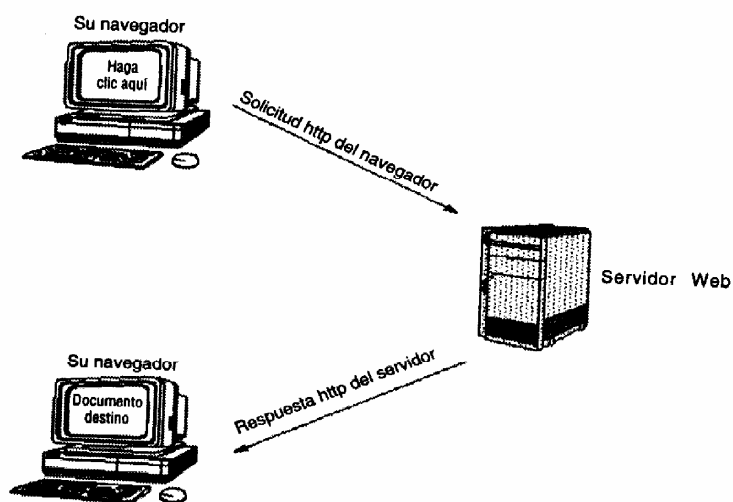 Su navegador
Haga
clic aquí
Solicitud http del navegador
Servidor Web
Su navegador
Documento
destino
Respuesta http del servidor